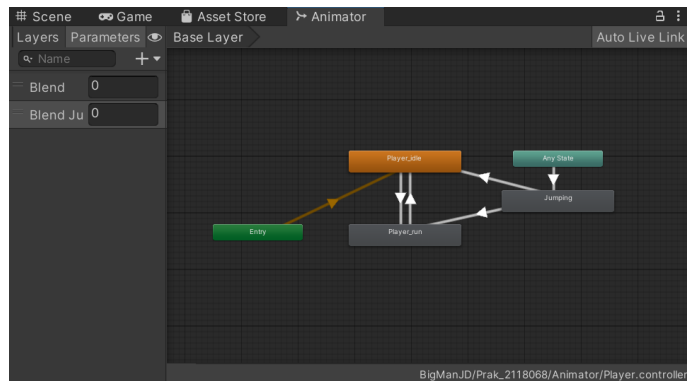 Scene Game Asset Store Animator
Layers Parameters Base Layer Auto Live Link
Name
Blend 0
Blend Ju 0
Player_idle Any State
Jumping
Entry Player_run
BigManJD/Prak_2118068/Animator/Player.controller